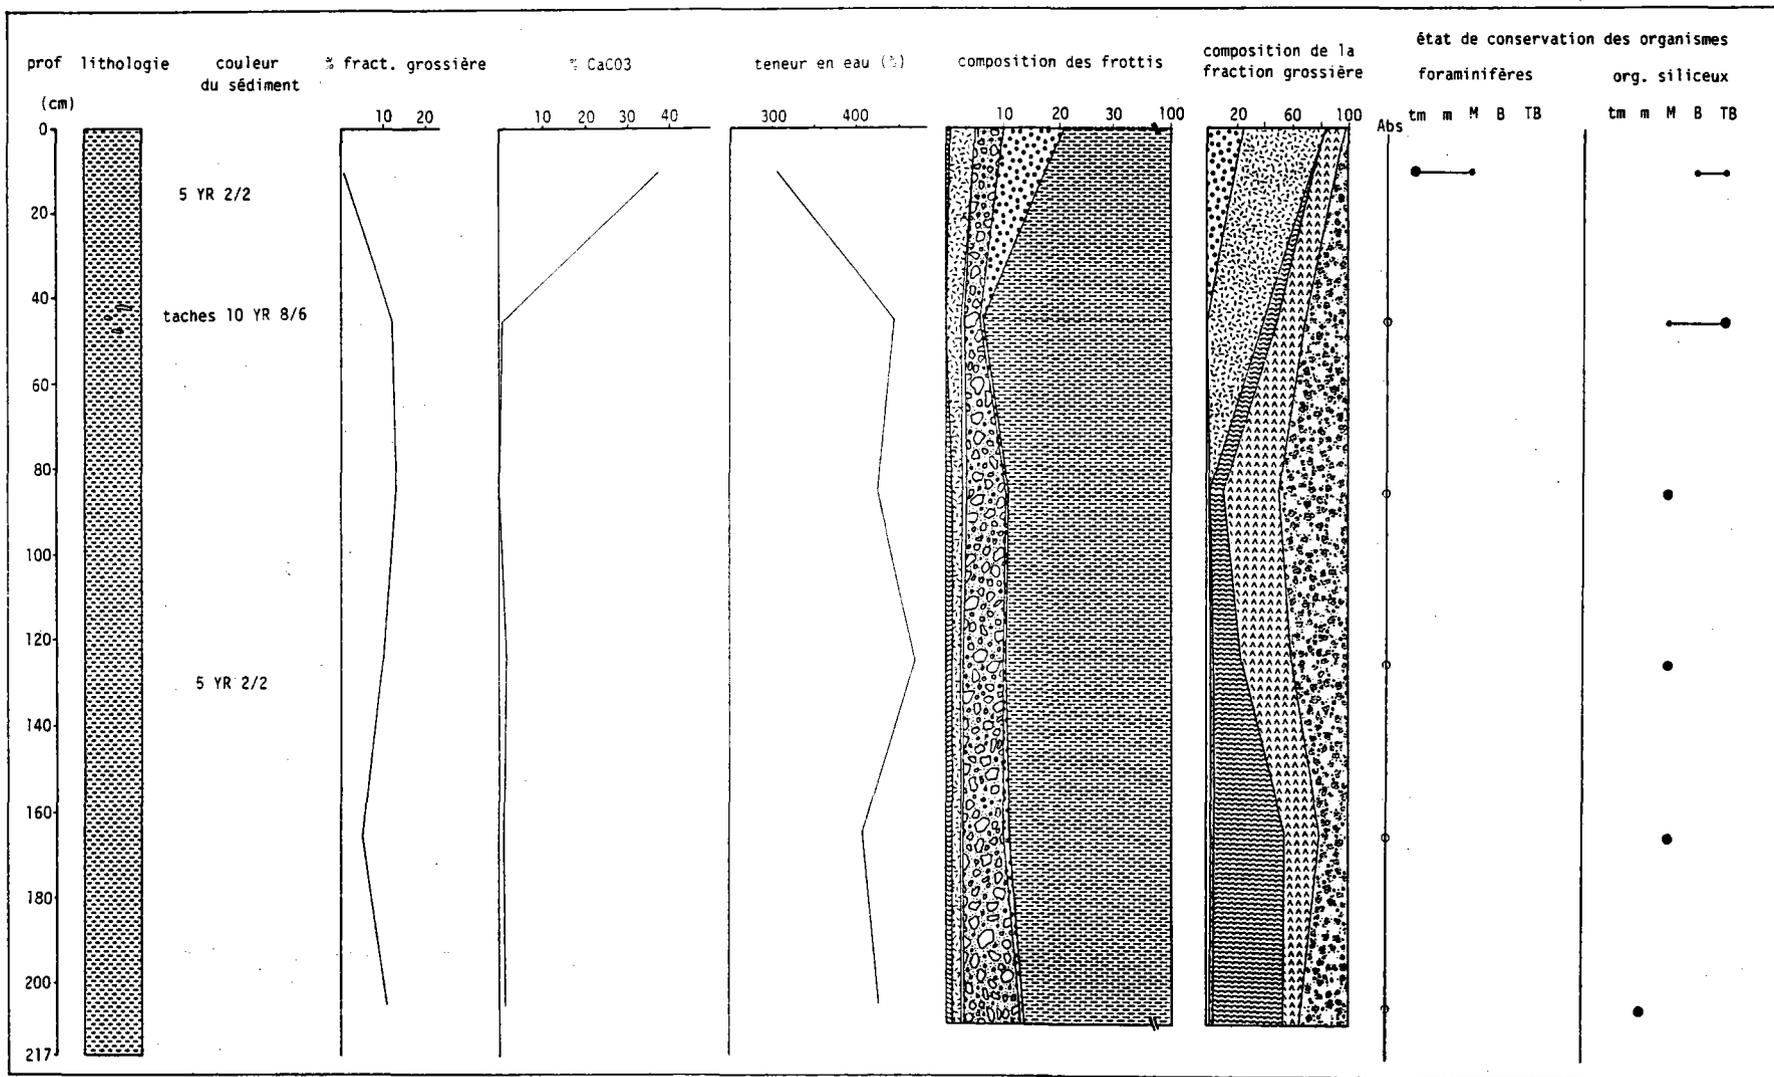 état de conservation des organismes
prof lithologie couleur du sédiment % fract. grossière % CaCO3 teneur en eau (%) composition des frottis composition de la fraction grossière foraminifères org. siliceux
(cm)
10 20
10 20 30 40
300 400
10 20 30 100
20 60 100
Abs tm m M B TB
tm m M B TB
0
5 YR 2/2
20
40
taches 10 YR 8/6
60
80
100
120
5 YR 2/2
140
160
180
200
217